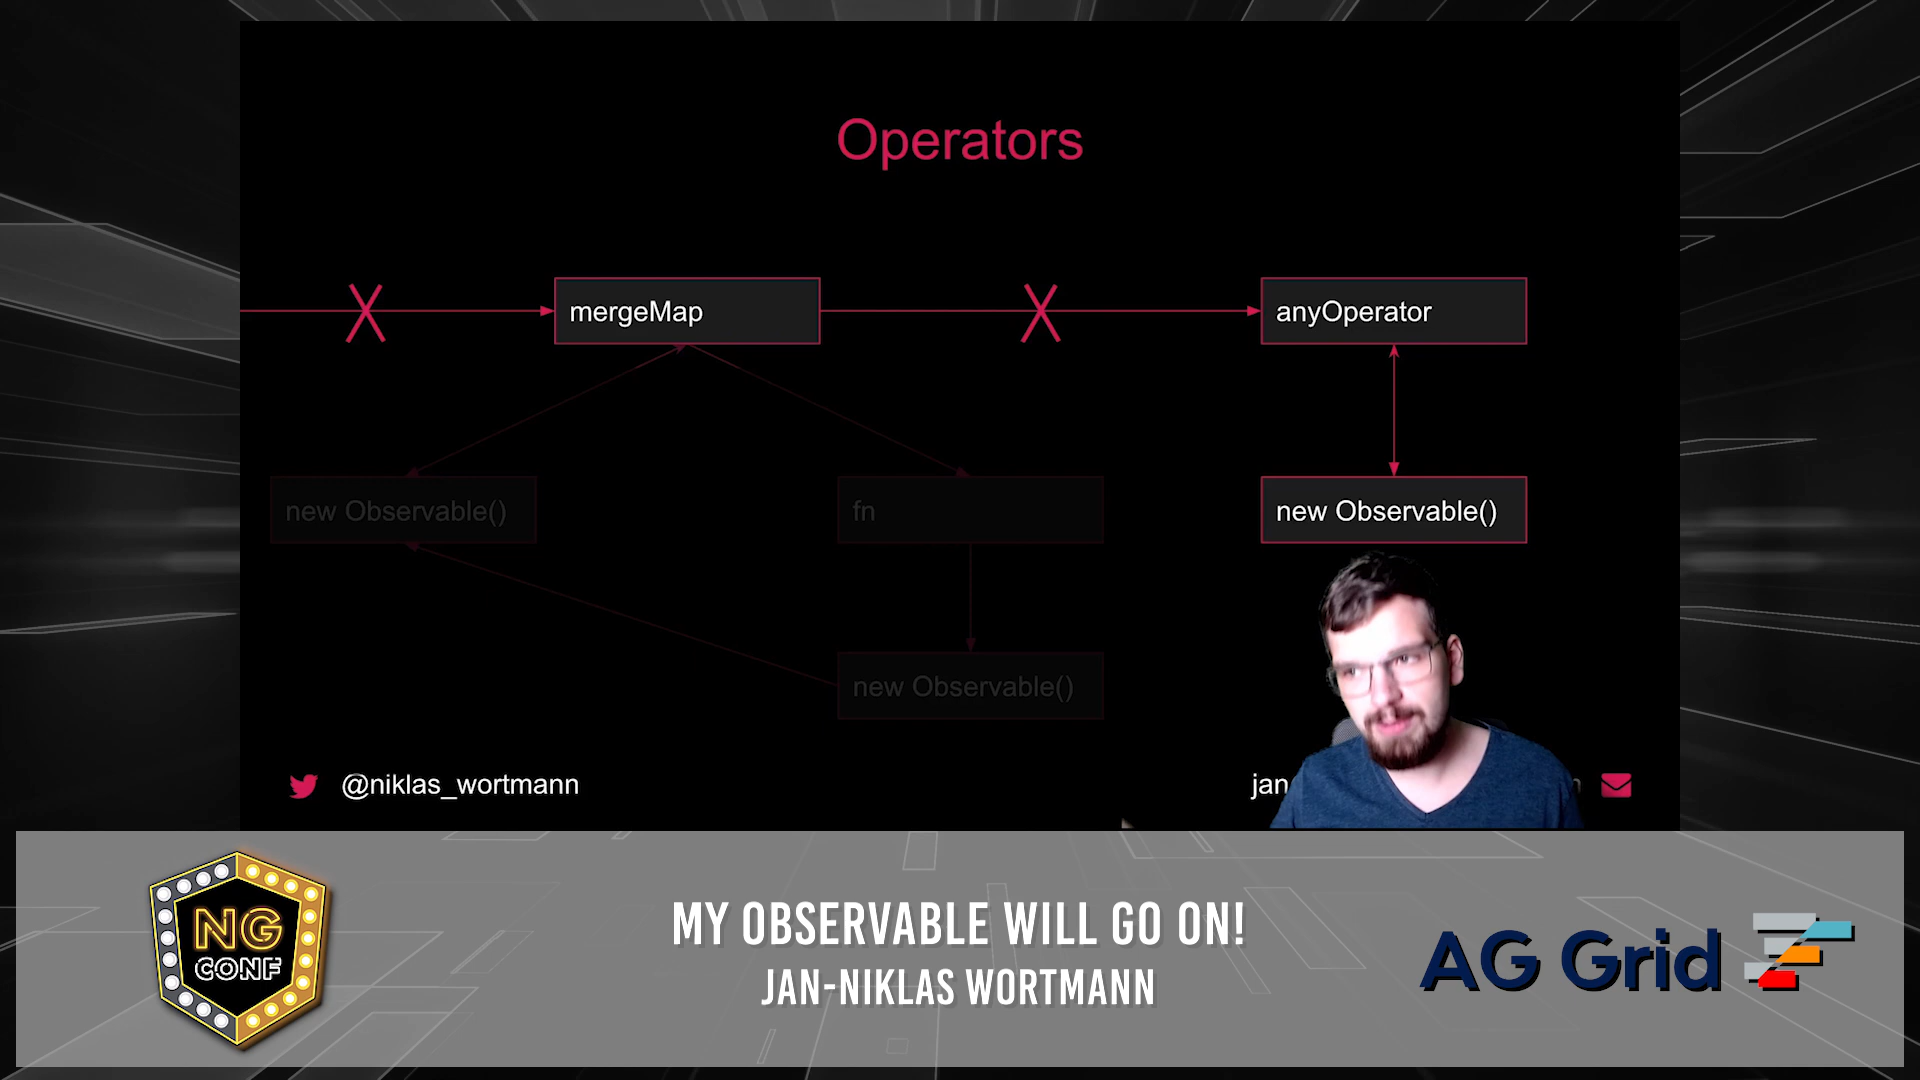 Operators
mergeMap
anyOperator
new Observable()
fn
new Observable()
new Observable()
@niklas_wortmann
jan
NG
CONF
MY OBSERVABLE WILL GO ON!
JAN-NIKLAS WORTMANN
AG Grid